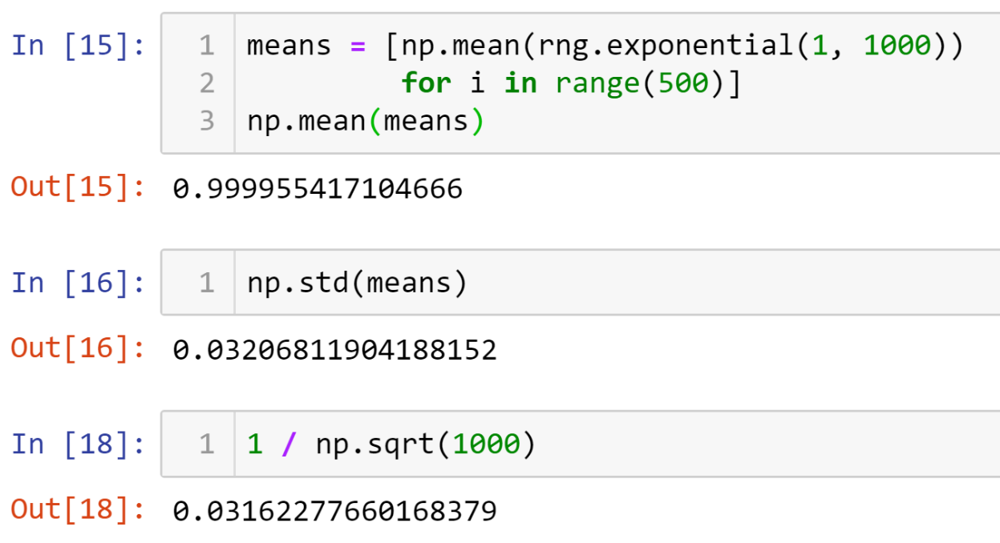 In [15]: 1 means = [np.mean(rng.exponential(1, 1000))
2 for i in range(500)]
3 np.mean(means)
Out[15]: 0.999955417104666
In [16]: 1 np.std(means)
Out[16]: 0.03206811904188152
In [18]: 1 1 / np.sqrt(1000)
Out[18]: 0.03162277660168379